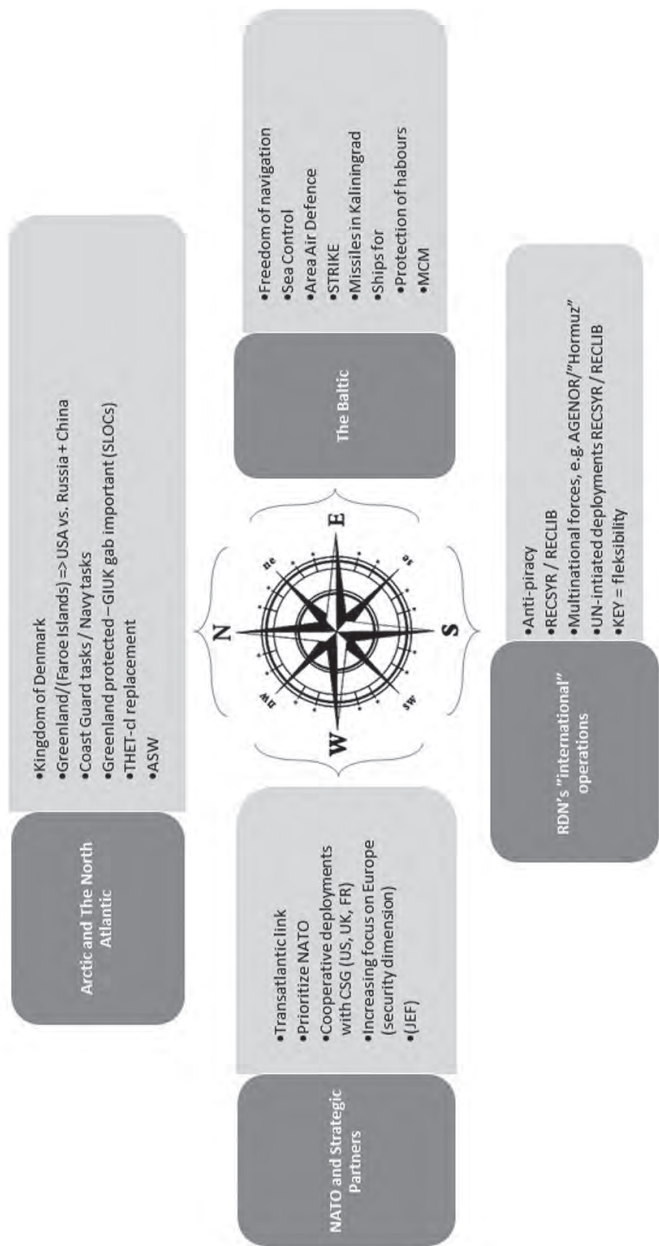 Arctic and The North
Atlantic
•Kingdom of Denmark
•Greenland/(Faroe Islands) => USA vs. Russia + China
•Coast Guard tasks / Navy tasks
•Greenland protected – GIUK gab important (SLOCs)
•THET-cl replacement
•ASW
NATO and Strategic
Partners
•Transatlantic link
•Prioritize NATO
•Cooperative deployments
with CSG (US, UK, FR)
•Increasing focus on Europe
(security dimension)
•(JEF)
N
nw
ne
W
E
sw
se
S
The Baltic
•Freedom of navigation
•Sea Control
•Area Air Defence
•STRIKE
•Missiles in Kaliningrad
•Ships for
•Protection of habours
•MCM
RDN's "international"
operations
•Anti-piracy
•RECSYR / RECLIB
•Multinational forces, e.g. AGENOR/"Hormuz"
•UN-intiated deployments RECSYR / RECLIB
•KEY = fleksibility